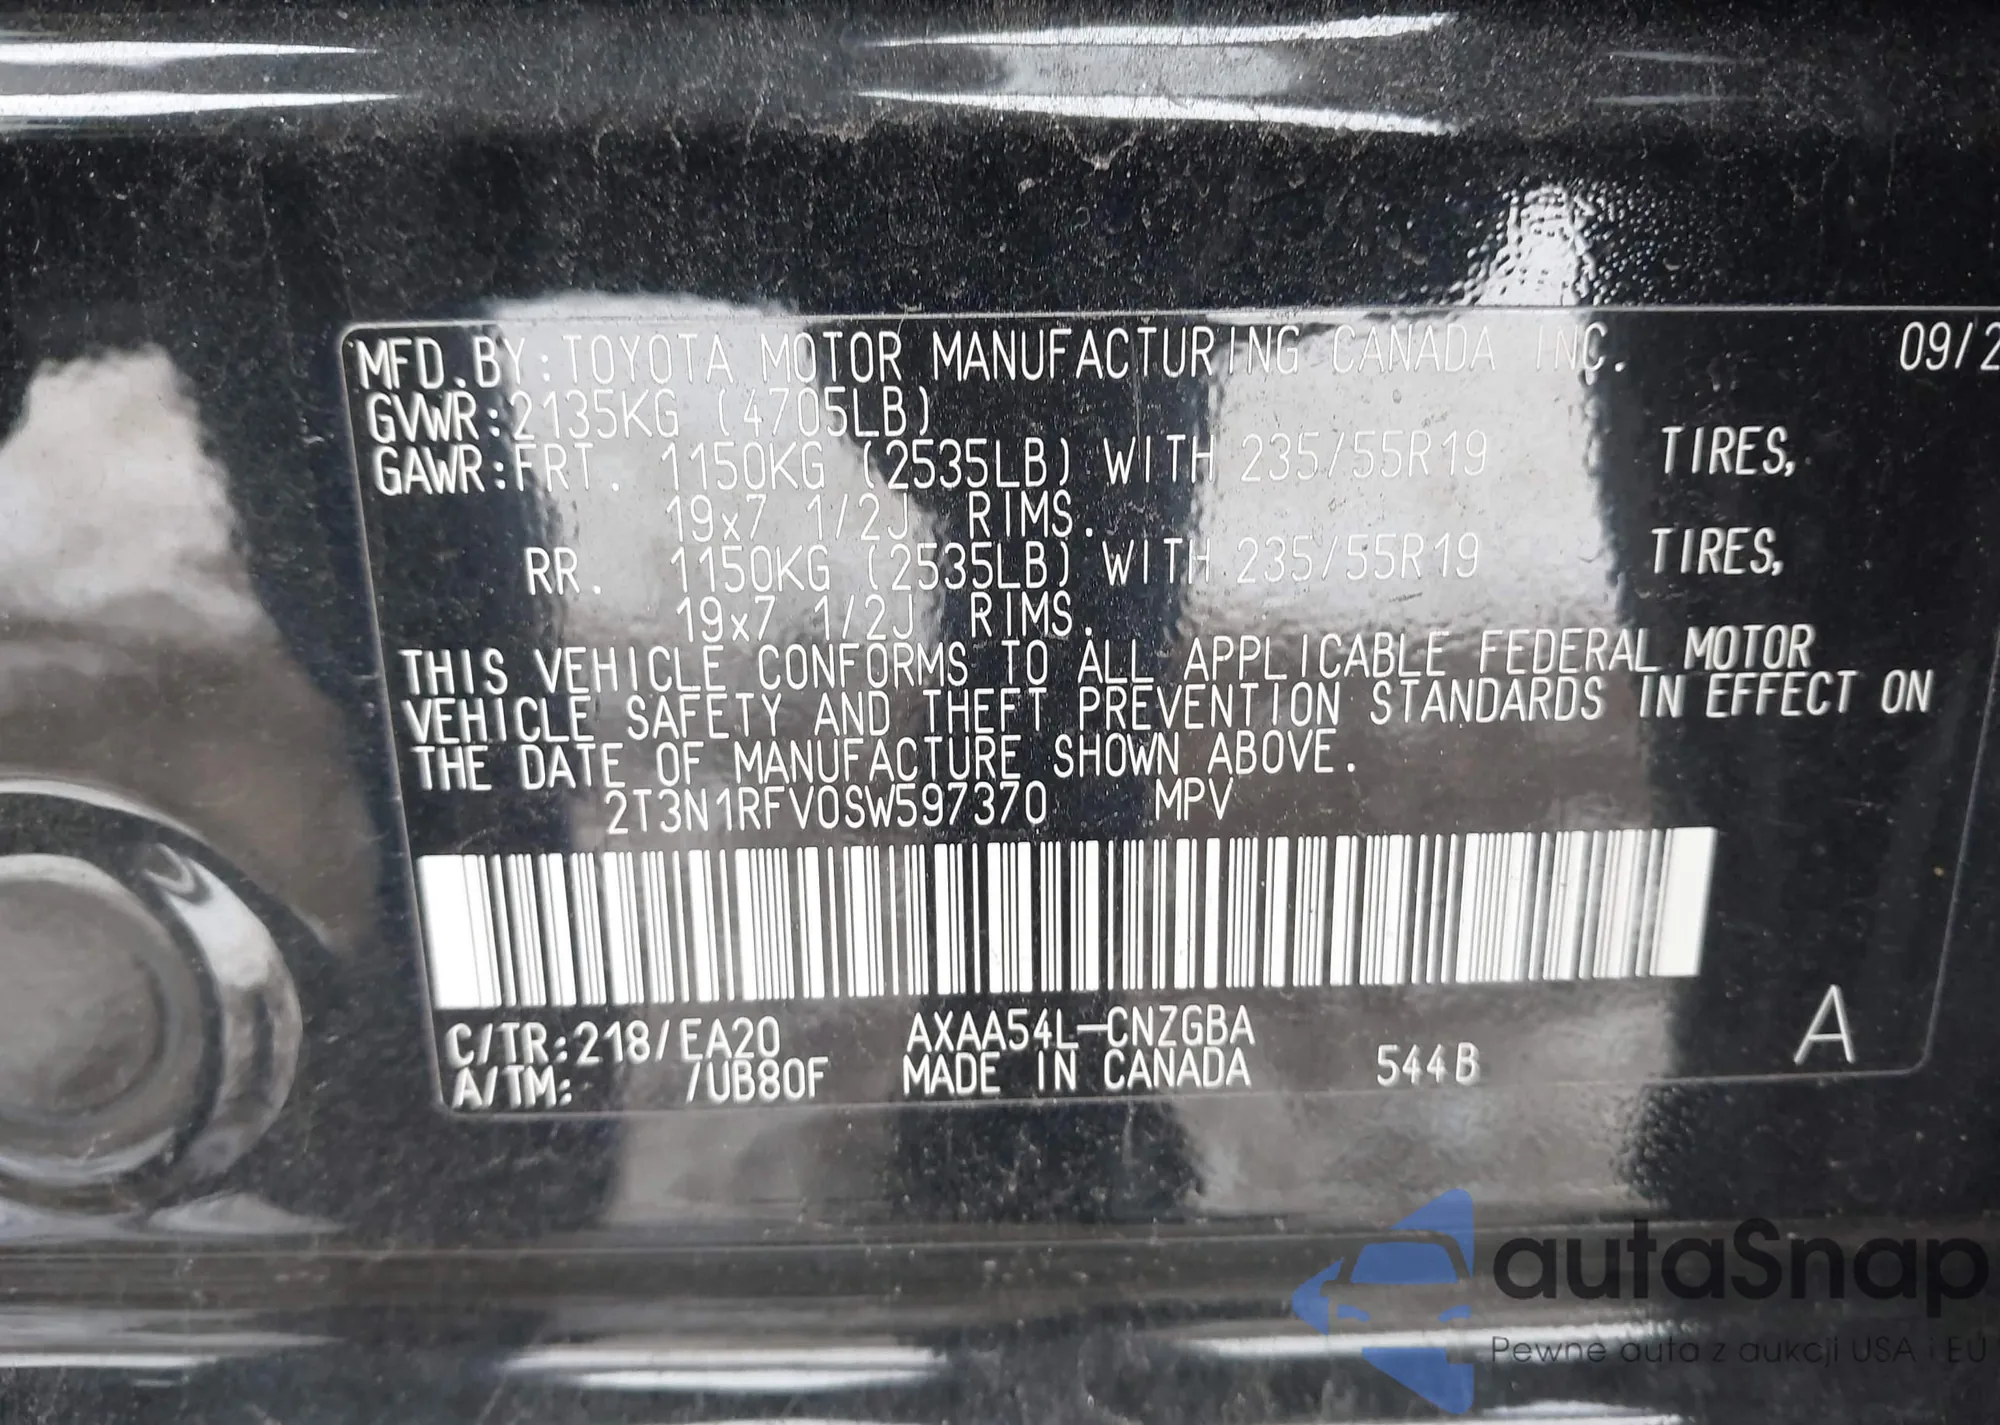 MFD.BY:TOYOTA MOTOR MANUFACTURING CANADA INC. 09/2
GVWR:2135KG (4705LB)
GAWR:FRT. 1150KG (2535LB) WITH 235/55R19 TIRES,
19x7 1/2J RIMS.
RR. 1150KG (2535LB) WITH 235/55R19 TIRES,
19x7 1/2J RIMS.
THIS VEHICLE CONFORMS TO ALL APPLICABLE FEDERAL MOTOR
VEHICLE SAFETY AND THEFT PREVENTION STANDARDS IN EFFECT ON
THE DATE OF MANUFACTURE SHOWN ABOVE.
2T3N1RFV0SW597370 MPV
C/TR:218/EA20 AXAA54L-CNZGBA
A/TM: /UB80F MADE IN CANADA 544B A
autaSnap
Pewne auta z aukcji USA i EU